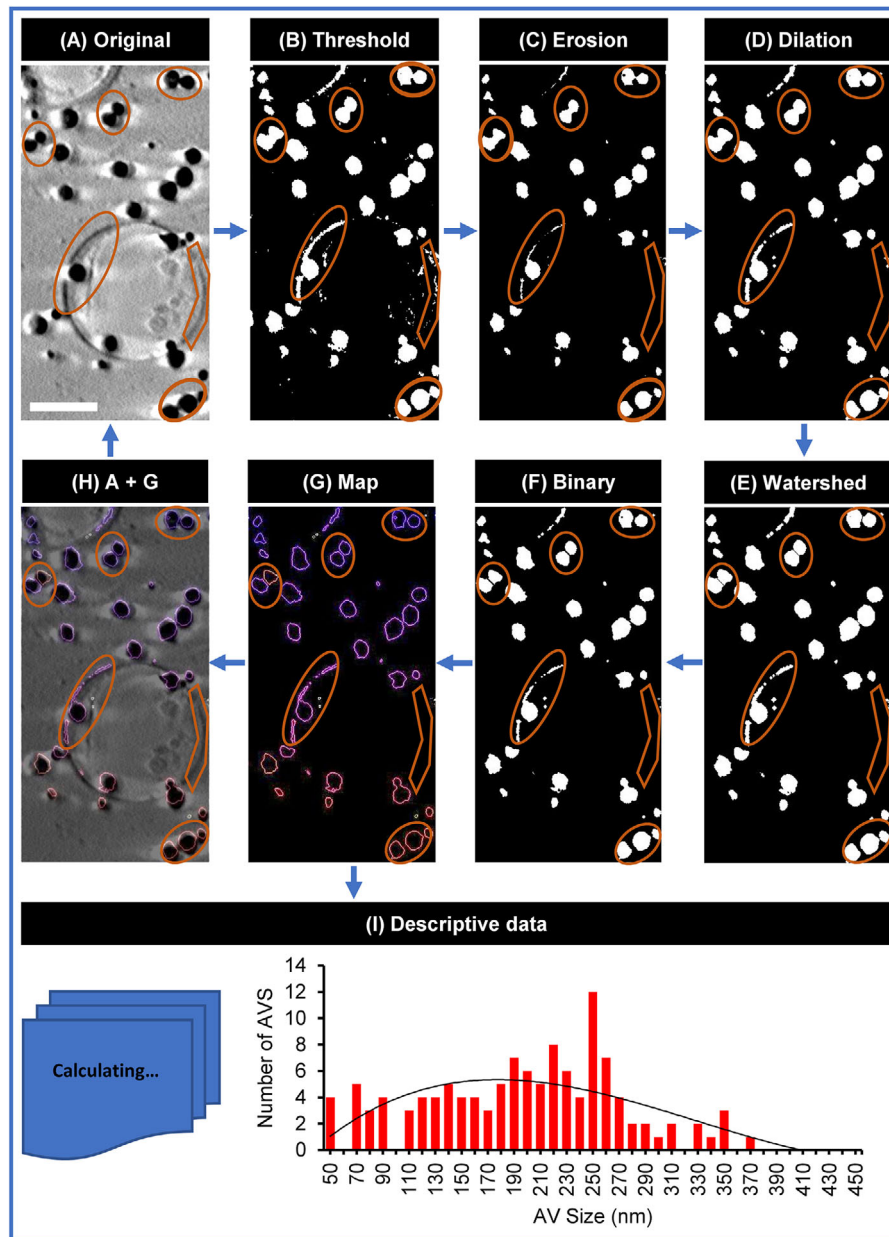 (A) Original
(B) Threshold
(C) Erosion
(D) Dilation
(H) A + G
(G) Map
(F) Binary
(E) Watershed
(I) Descriptive data
Calculating...
Number of AVS
14
12
10
8
6
4
2
0
50 70 90 110 130 150 170 190 210 230 250 270 290 310 330 350 370 390 410 430 450
AV Size (nm)